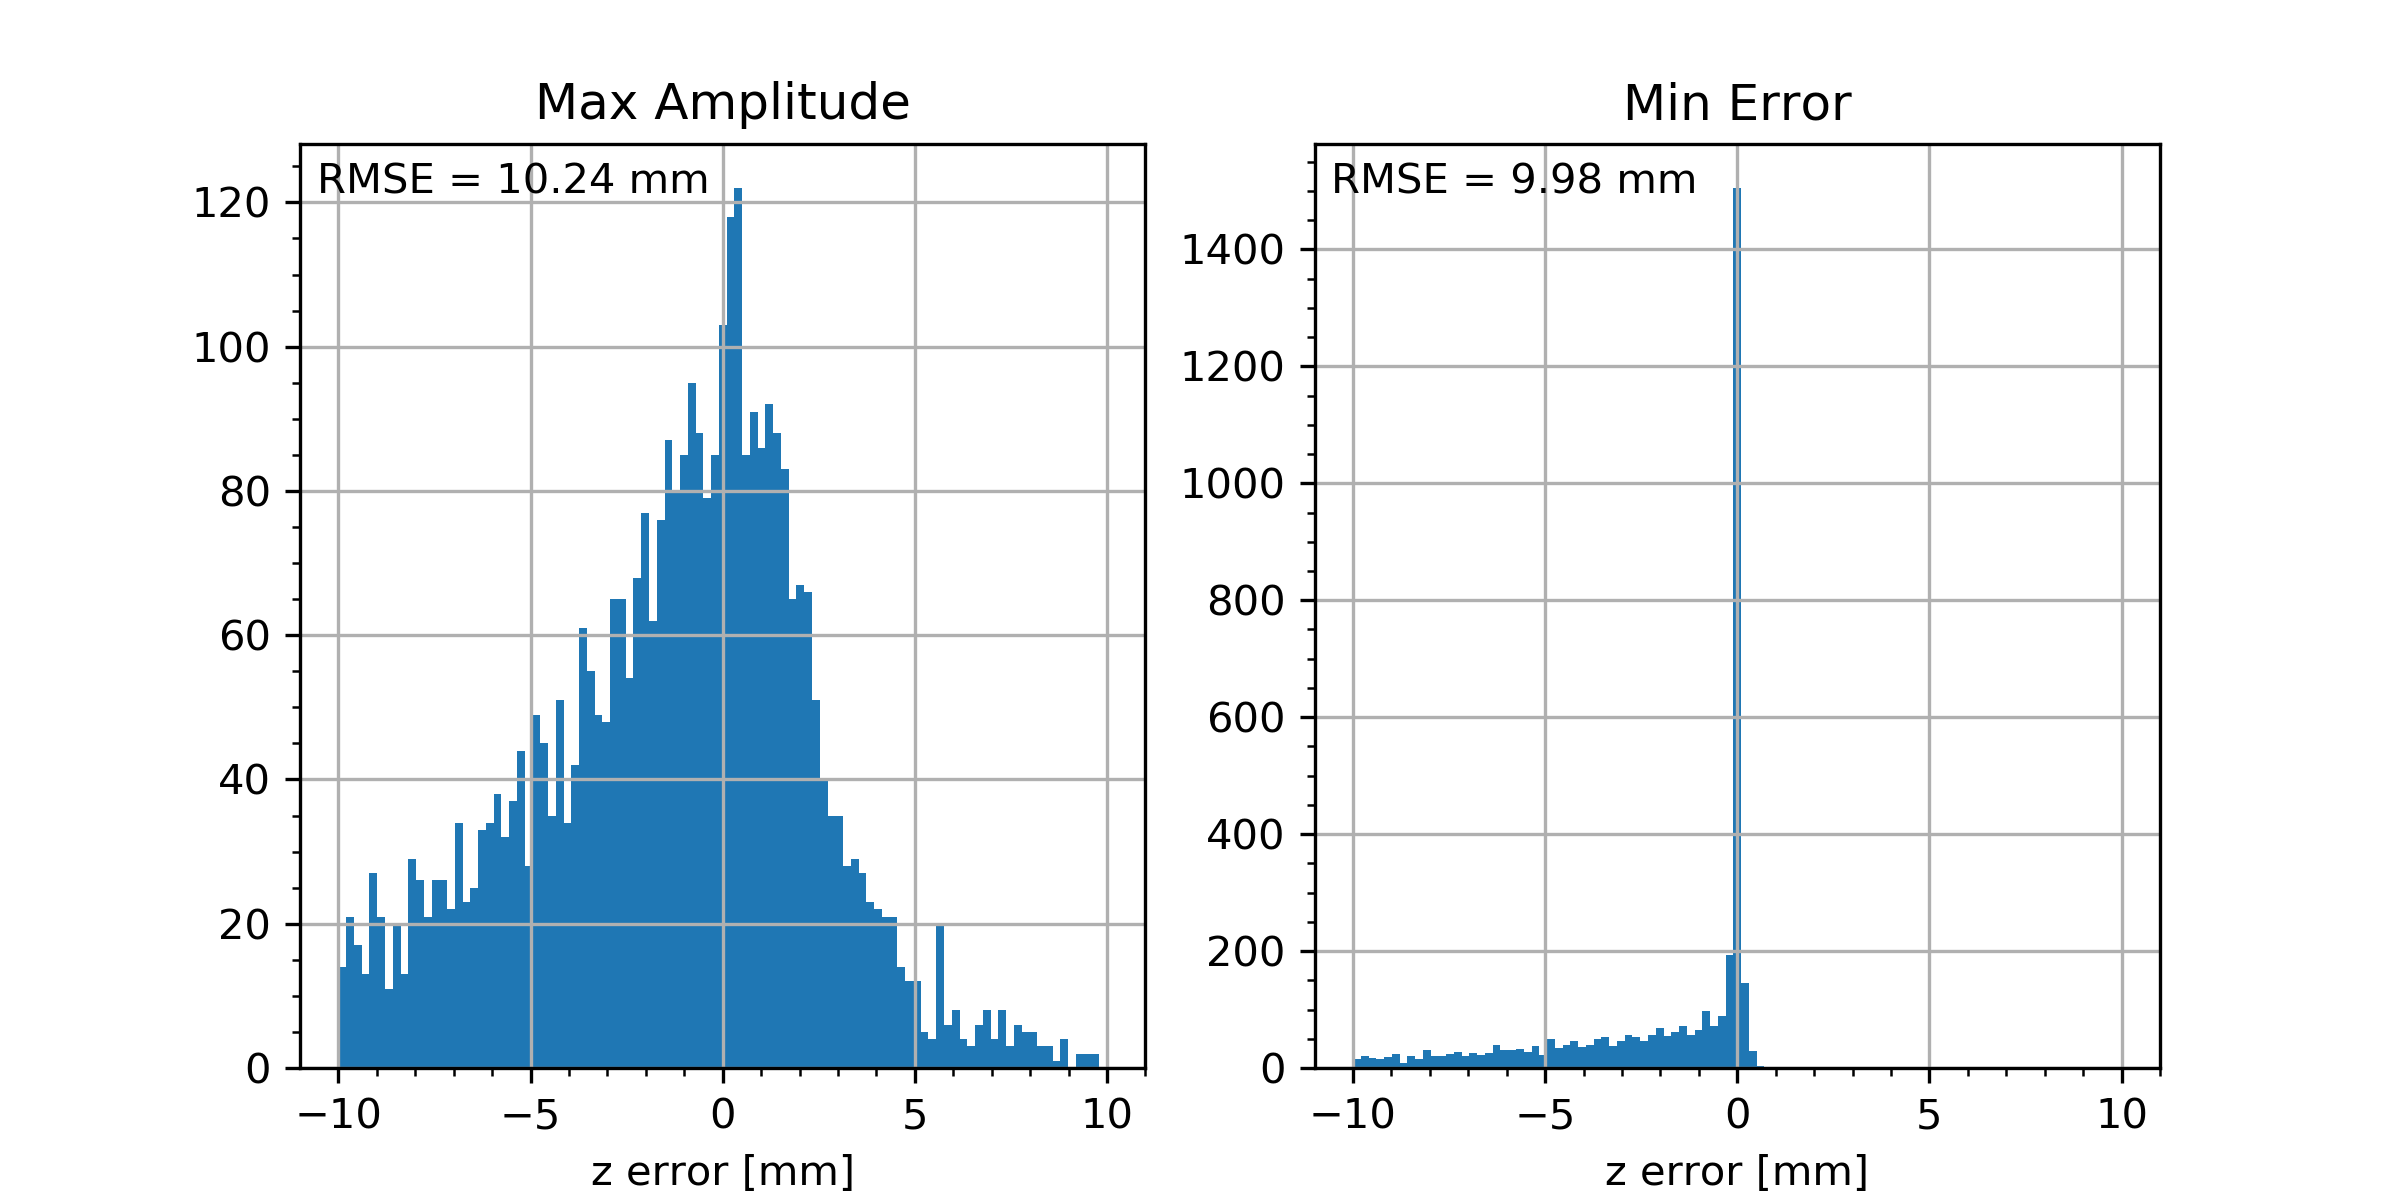 Max Amplitude
RMSE = 10.24 mm
120
100
80
60
40
20
0
−10 −5 0 5 10
z error [mm]
Min Error
RMSE = 9.98 mm
1400
1200
1000
800
600
400
200
0
−10 −5 0 5 10
z error [mm]